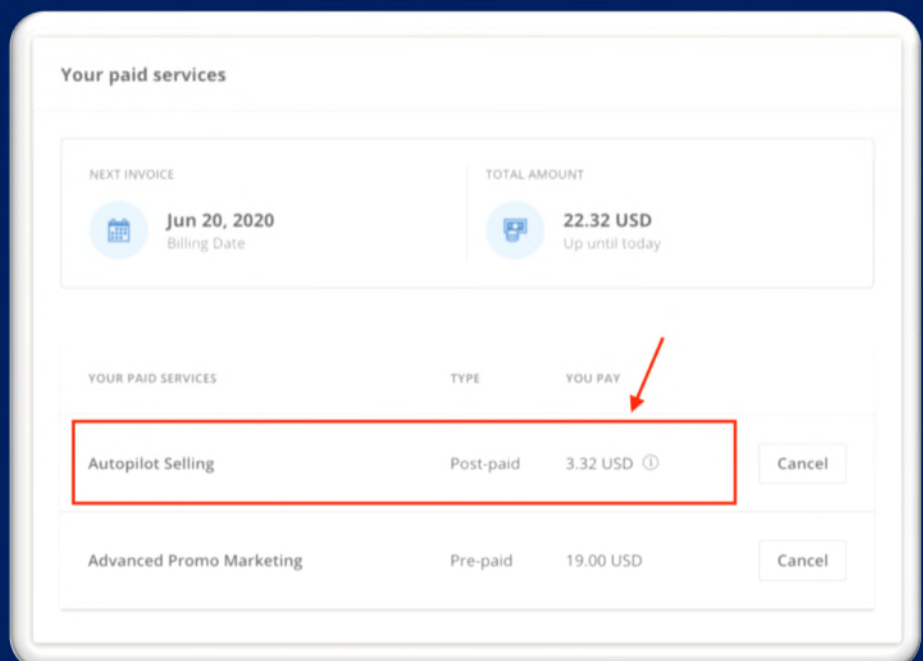 Your paid services
NEXT INVOICE
Jun 20, 2020
Billing Date
TOTAL AMOUNT
22.32 USD
Up until today
YOUR PAID SERVICES TYPE YOU PAY
Autopilot Selling Post-paid 3.32 USD Cancel
Advanced Promo Marketing Pre-paid 19.00 USD Cancel